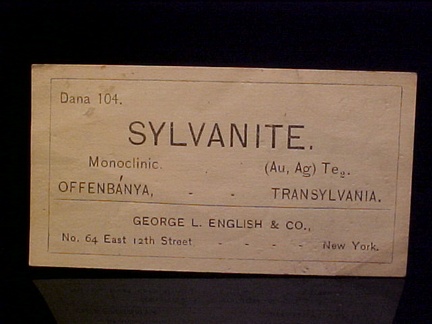 Dana 104.
SYLVANITE.
Monoclinic. (Au, Ag) Te₂.
OFFENBÁNYA, - - TRANSYLVANIA.
GEORGE L. ENGLISH & CO.,
No. 64 East 12th Street - - - - New York.